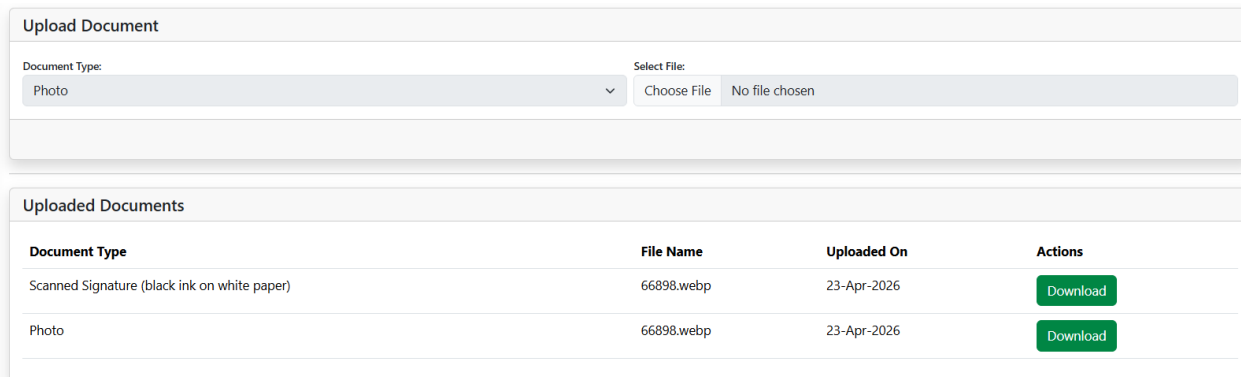 Upload Document
Document Type: Select File:
Photo Choose File No file chosen
Uploaded Documents
Document Type File Name Uploaded On Actions
Scanned Signature (black ink on white paper) 66898.webp 23-Apr-2026 Download
Photo 66898.webp 23-Apr-2026 Download